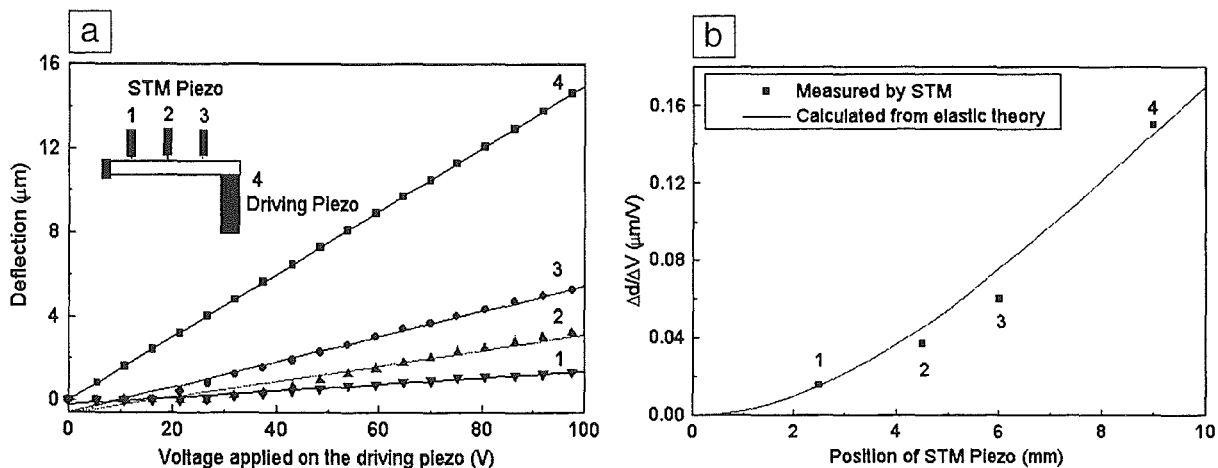 a
16
12
8
4
0
Deflection (μm)
STM Piezo
1 2 3
4
Driving Piezo
4
3
2
1
0 20 40 60 80 100
Voltage applied on the driving piezo (V)
b
0.16
0.12
0.08
0.04
0.00
Δd/ΔV (μm/V)
Measured by STM
Calculated from elastic theory
4
3
2
1
0 2 4 6 8 10
Position of STM Piezo (mm)